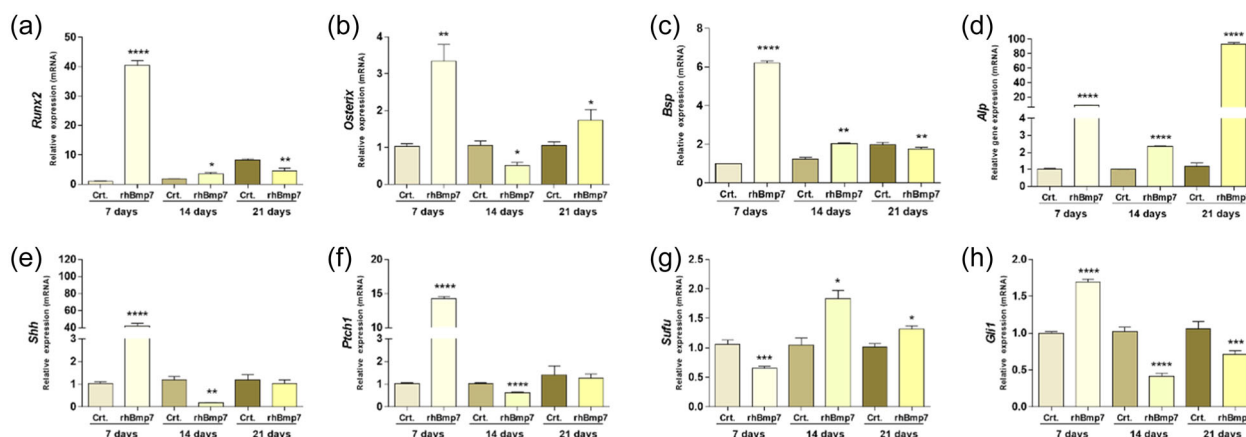 (a)
Runx2
Relative expression (mRNA)
50
40
30
20
10
0
****
*
**
Crt. rhBmp7 Crt. rhBmp7 Crt. rhBmp7
7 days 14 days 21 days
(b)
Osterix
Relative expression (mRNA)
4
3
2
1
0
**
*
*
Crt. rhBmp7 Crt. rhBmp7 Crt. rhBmp7
7 days 14 days 21 days
(c)
Bsp
Relative expression (mRNA)
8
6
4
2
0
****
**
**
Crt. rhBmp7 Crt. rhBmp7 Crt. rhBmp7
7 days 14 days 21 days
(d)
Alp
Relative gene expression (mRNA)
100
80
60
40
20
4
3
2
1
0
****
****
****
Crt. rhBmp7 Crt. rhBmp7 Crt. rhBmp7
7 days 14 days 21 days
(e)
Shh
Relative expression (mRNA)
120
100
80
60
40
3
2
1
0
****
**
Crt. rhBmp7 Crt. rhBmp7 Crt. rhBmp7
7 days 14 days 21 days
(f)
Ptch1
Relative expression (mRNA)
20
15
10
3
2
1
0
****
****
Crt. rhBmp7 Crt. rhBmp7 Crt. rhBmp7
7 days 14 days 21 days
(g)
Sufu
Relative expression (mRNA)
2.5
2.0
1.5
1.0
0.5
0.0
***
*
*
Crt. rhBmp7 Crt. rhBmp7 Crt. rhBmp7
7 days 14 days 21 days
(h)
Gli1
Relative expression (mRNA)
2.0
1.5
1.0
0.5
0.0
****
****
***
Crt. rhBmp7 Crt. rhBmp7 Crt. rhBmp7
7 days 14 days 21 days